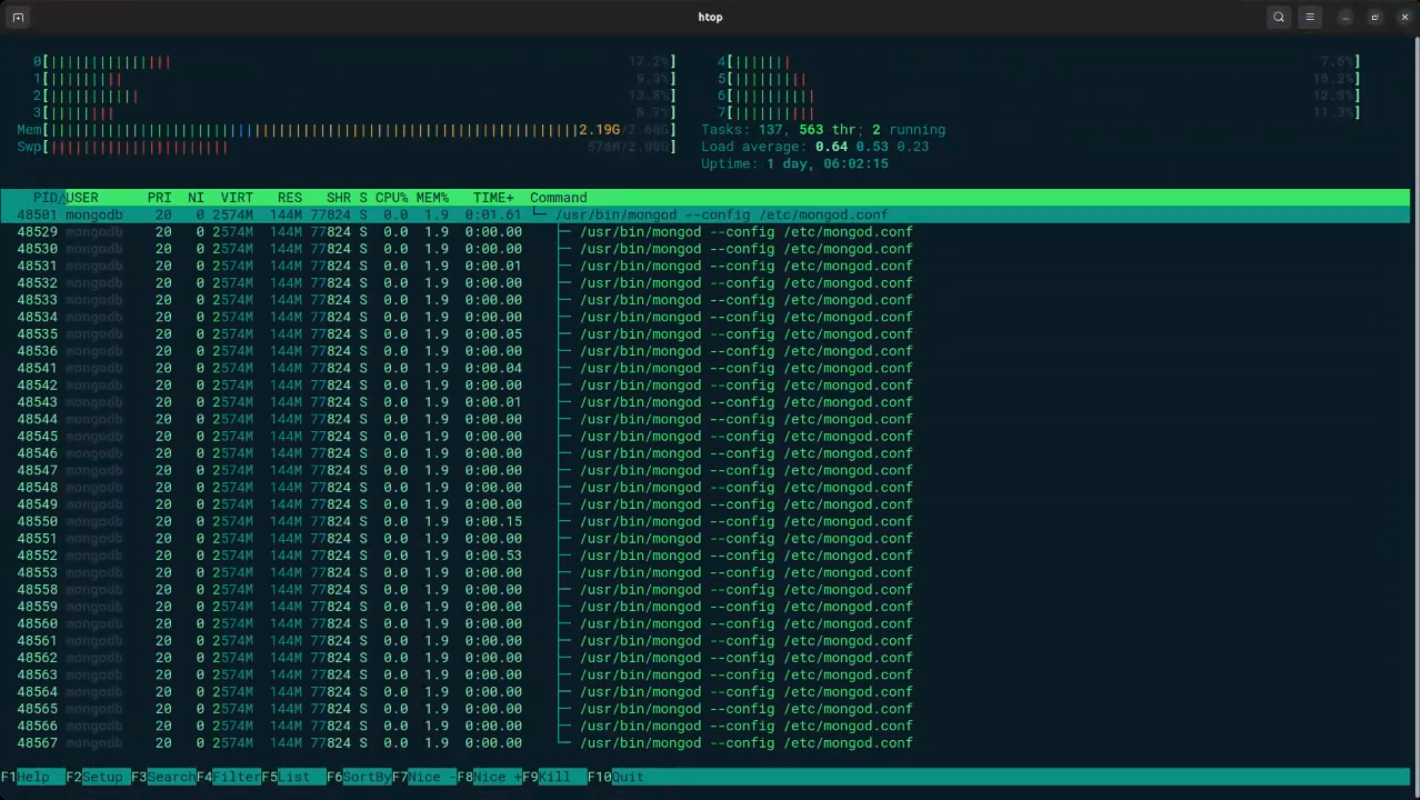 htop
0[ 17.2%] 4[ 7.6%]
1[ 9.3%] 5[ 10.2%]
2[ 13.8%] 6[ 12.6%]
3[ 8.7%] 7[ 11.3%]
Mem[ 2.19G/7.66G] Tasks: 137, 563 thr; 2 running
Swp[ 578M/2.00G] Load average: 0.64 0.53 0.23
Uptime: 1 day, 06:02:15
PID△USER PRI NI VIRT RES SHR S CPU% MEM% TIME+ Command
48501 mongodb 20 0 2574M 144M 77824 S 0.0 1.9 0:01.61 └─ /usr/bin/mongod --config /etc/mongod.conf
48529 mongodb 20 0 2574M 144M 77824 S 0.0 1.9 0:00.00 ├─ /usr/bin/mongod --config /etc/mongod.conf
48530 mongodb 20 0 2574M 144M 77824 S 0.0 1.9 0:00.00 ├─ /usr/bin/mongod --config /etc/mongod.conf
48531 mongodb 20 0 2574M 144M 77824 S 0.0 1.9 0:00.01 ├─ /usr/bin/mongod --config /etc/mongod.conf
48532 mongodb 20 0 2574M 144M 77824 S 0.0 1.9 0:00.00 ├─ /usr/bin/mongod --config /etc/mongod.conf
48533 mongodb 20 0 2574M 144M 77824 S 0.0 1.9 0:00.00 ├─ /usr/bin/mongod --config /etc/mongod.conf
48534 mongodb 20 0 2574M 144M 77824 S 0.0 1.9 0:00.00 ├─ /usr/bin/mongod --config /etc/mongod.conf
48535 mongodb 20 0 2574M 144M 77824 S 0.0 1.9 0:00.05 ├─ /usr/bin/mongod --config /etc/mongod.conf
48536 mongodb 20 0 2574M 144M 77824 S 0.0 1.9 0:00.00 ├─ /usr/bin/mongod --config /etc/mongod.conf
48541 mongodb 20 0 2574M 144M 77824 S 0.0 1.9 0:00.04 ├─ /usr/bin/mongod --config /etc/mongod.conf
48542 mongodb 20 0 2574M 144M 77824 S 0.0 1.9 0:00.00 ├─ /usr/bin/mongod --config /etc/mongod.conf
48543 mongodb 20 0 2574M 144M 77824 S 0.0 1.9 0:00.01 ├─ /usr/bin/mongod --config /etc/mongod.conf
48544 mongodb 20 0 2574M 144M 77824 S 0.0 1.9 0:00.00 ├─ /usr/bin/mongod --config /etc/mongod.conf
48545 mongodb 20 0 2574M 144M 77824 S 0.0 1.9 0:00.00 ├─ /usr/bin/mongod --config /etc/mongod.conf
48546 mongodb 20 0 2574M 144M 77824 S 0.0 1.9 0:00.00 ├─ /usr/bin/mongod --config /etc/mongod.conf
48547 mongodb 20 0 2574M 144M 77824 S 0.0 1.9 0:00.00 ├─ /usr/bin/mongod --config /etc/mongod.conf
48548 mongodb 20 0 2574M 144M 77824 S 0.0 1.9 0:00.00 ├─ /usr/bin/mongod --config /etc/mongod.conf
48549 mongodb 20 0 2574M 144M 77824 S 0.0 1.9 0:00.00 ├─ /usr/bin/mongod --config /etc/mongod.conf
48550 mongodb 20 0 2574M 144M 77824 S 0.0 1.9 0:00.15 ├─ /usr/bin/mongod --config /etc/mongod.conf
48551 mongodb 20 0 2574M 144M 77824 S 0.0 1.9 0:00.00 ├─ /usr/bin/mongod --config /etc/mongod.conf
48552 mongodb 20 0 2574M 144M 77824 S 0.0 1.9 0:00.53 ├─ /usr/bin/mongod --config /etc/mongod.conf
48553 mongodb 20 0 2574M 144M 77824 S 0.0 1.9 0:00.00 ├─ /usr/bin/mongod --config /etc/mongod.conf
48558 mongodb 20 0 2574M 144M 77824 S 0.0 1.9 0:00.00 ├─ /usr/bin/mongod --config /etc/mongod.conf
48559 mongodb 20 0 2574M 144M 77824 S 0.0 1.9 0:00.00 ├─ /usr/bin/mongod --config /etc/mongod.conf
48560 mongodb 20 0 2574M 144M 77824 S 0.0 1.9 0:00.00 ├─ /usr/bin/mongod --config /etc/mongod.conf
48561 mongodb 20 0 2574M 144M 77824 S 0.0 1.9 0:00.00 ├─ /usr/bin/mongod --config /etc/mongod.conf
48562 mongodb 20 0 2574M 144M 77824 S 0.0 1.9 0:00.00 ├─ /usr/bin/mongod --config /etc/mongod.conf
48563 mongodb 20 0 2574M 144M 77824 S 0.0 1.9 0:00.00 ├─ /usr/bin/mongod --config /etc/mongod.conf
48564 mongodb 20 0 2574M 144M 77824 S 0.0 1.9 0:00.00 ├─ /usr/bin/mongod --config /etc/mongod.conf
48565 mongodb 20 0 2574M 144M 77824 S 0.0 1.9 0:00.00 ├─ /usr/bin/mongod --config /etc/mongod.conf
48566 mongodb 20 0 2574M 144M 77824 S 0.0 1.9 0:00.00 ├─ /usr/bin/mongod --config /etc/mongod.conf
48567 mongodb 20 0 2574M 144M 77824 S 0.0 1.9 0:00.00 └─ /usr/bin/mongod --config /etc/mongod.conf
F1Help F2Setup F3SearchF4FilterF5List F6SortByF7Nice -F8Nice +F9Kill F10Quit